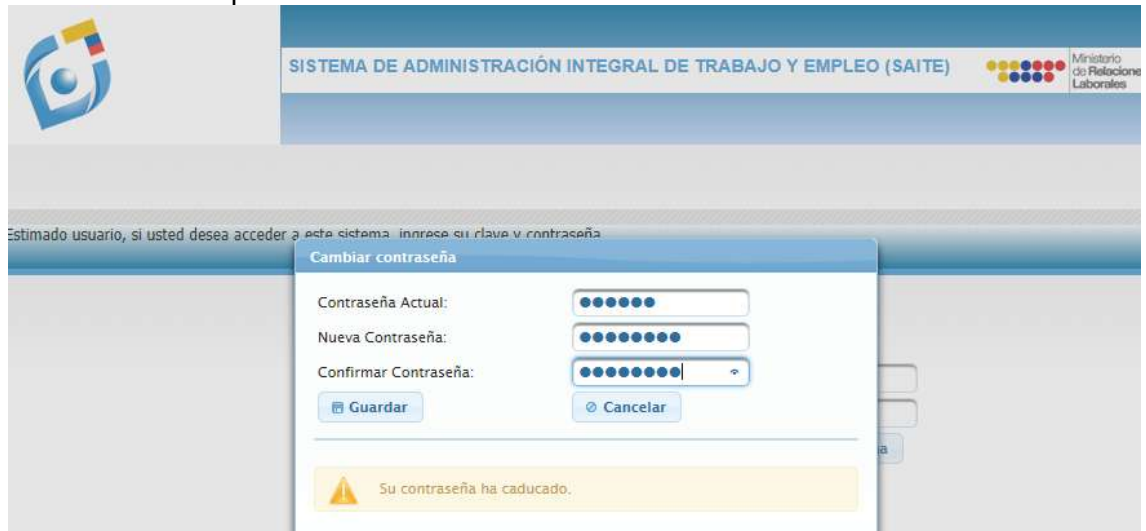 SISTEMA DE ADMINISTRACIÓN INTEGRAL DE TRABAJO Y EMPLEO (SAITE)
Ministerio
de Relacione
Laborales
Estimado usuario, si usted desea acceder a este sistema, ingrese su clave y contraseña
Cambiar contraseña
Contraseña Actual:
Nueva Contraseña:
Confirmar Contraseña:
Guardar Cancelar
Su contraseña ha caducado.